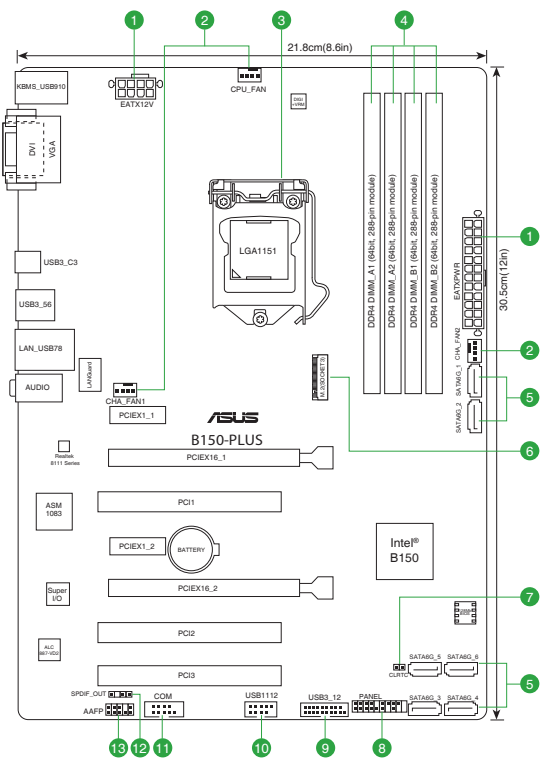 1
2
3
4
21.8cm(8.6in)
KBMS_USB910
EATX12V
CPU_FAN
DIGI
+VRM
DVI
VGA
LGA1151
DDR4 DIMM_A1 (64bit, 288-pin module)
DDR4 DIMM_A2 (64bit, 288-pin module)
DDR4 DIMM_B1 (64bit, 288-pin module)
DDR4 DIMM_B2 (64bit, 288-pin module)
EATXPWR
1
30.5cm(12in)
USB3_C3
USB3_56
LAN_USB78
LANGuard
AUDIO
CHA_FAN1
M.2(SOCKET3)
CHA_FAN2
2
SATA6G_1
SATA6G_2
5
6
PCIEX1_1
ASUS
B150-PLUS
Realtek
8111 Series
PCIEX16_1
PCI1
ASM
1083
PCIEX1_2
BATTERY
Intel®
B150
Super
I/O
PCIEX16_2
7
ALC
887-VD2
PCI2
CLRTC
SATA6G_5
SATA6G_6
5
PCI3
SPDIF_OUT
AAFP
COM
USB1112
USB3_12
PANEL
SATA6G_3
SATA6G_4
13
12
11
10
9
8